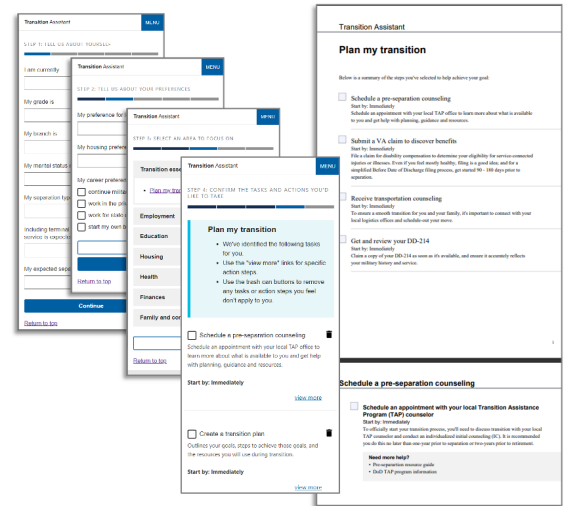 Transition Assistant
MENU
STEP 1: TELL US ABOUT YOURSELF
I am currently
My grade is
My branch is
My marital status
My separation typ
Including terminal
service is expecte
My expected sepa
Continue
Return to top
Transition Assistant
MENU
STEP 2: TELL US ABOUT YOUR PREFERENCES
My preference for
My housing prefere
My career preferen
continue milita
work in the pri
work for state o
start my own b
Return to top
Transition Assistant
MENU
STEP 3: SELECT AN AREA TO FOCUS ON
Transition esse
Plan my tran
Employment
Education
Housing
Health
Finances
Family and cor
Return to top
Transition Assistant
MENU
STEP 4: CONFIRM THE TASKS AND ACTIONS YOU'D
LIKE TO TAKE
Plan my transition
• We've identified the following tasks
for you.
• Use the "view more" links for specific
action steps.
• Use the trash can buttons to remove
any tasks or action steps you feel
don't apply to you.
Schedule a pre-separation counseling
Schedule an appointment with your local TAP office to
learn more about what is available to you and get help
with planning, guidance and resources.
Start by: Immediately
view more
Create a transition plan
Outlines your goals, steps to achieve those goals, and
the resources you will use during transition.
Start by: Immediately
view more
Transition Assistant
Plan my transition
Below is a summary of the steps you've selected to help achieve your goal:
Schedule a pre-separation counseling
Start by: Immediately
Schedule an appointment with your local TAP office to learn more about what is available
to you and get help with planning, guidance and resources.
Submit a VA claim to discover benefits
Start by: Immediately
File a claim for disability compensation to determine your eligibility for service-connected
injuries or illnesses. Even if you feel mostly healthy, filing is a good idea; and for a
simplified Before Date of Discharge filing process, get started 90 - 180 days prior to
separation.
Receive transportation counseling
Start by: Immediately
To ensure a smooth transition for you and your family, it's important to connect with your
local logistics offices and schedule-out your move.
Get and review your DD-214
Start by: Immediately
Claim a copy of your DD-214 as soon as it's available, and ensure it accurately reflects
your military history and service.
Schedule a pre-separation counseling
Schedule an appointment with your local Transition Assistance
Program (TAP) counselor
Start by: Immediately
To officially start your transition process, you'll need to discuss transition with your local
TAP counselor and conduct an individualized initial counseling (IC). It is recommended
you do this no later than one-year prior to separation or two-years prior to retirement.
Need more help?
• Pre-separation resource guide
• DoD TAP program information